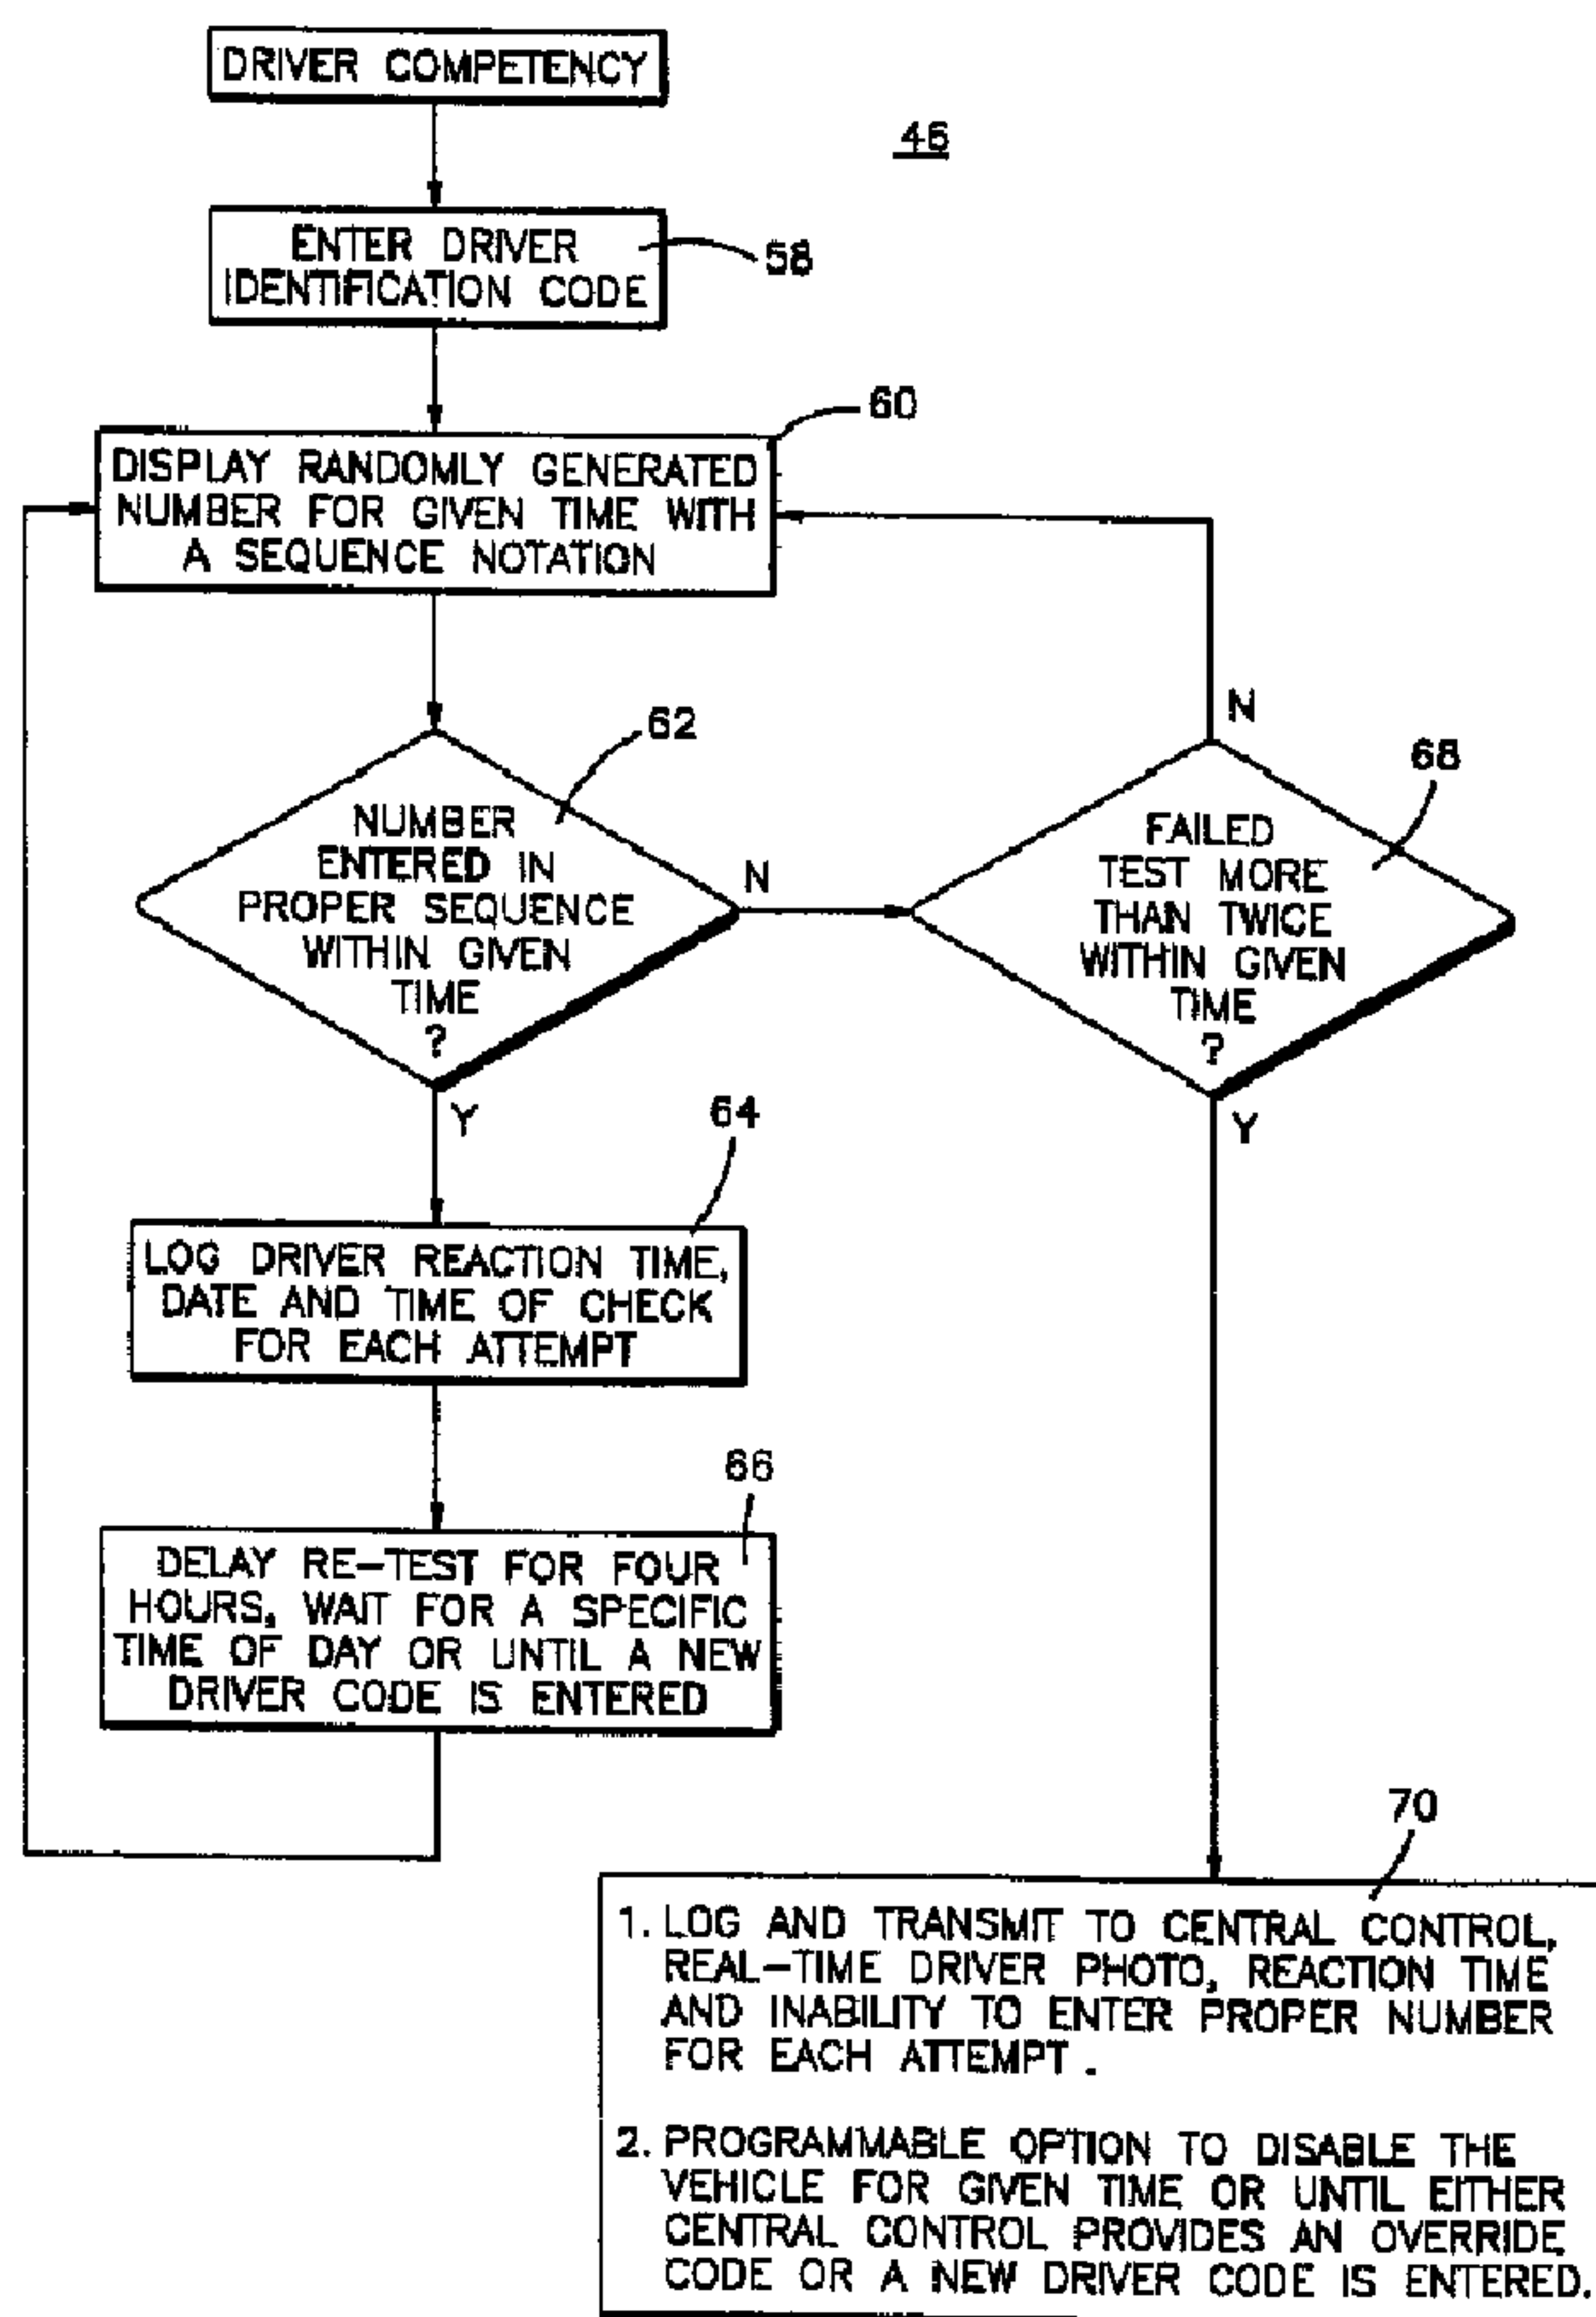 DRIVER COMPETENCY
46
ENTER DRIVER
IDENTIFICATION CODE
58
60
DISPLAY RANDOMLY GENERATED
NUMBER FOR GIVEN TIME WITH
A SEQUENCE NOTATION
62
NUMBER
ENTERED IN
PROPER SEQUENCE
WITHIN GIVEN
TIME
?
N
Y
N
68
FAILED
TEST MORE
THAN TWICE
WITHIN GIVEN
TIME
?
Y
64
LOG DRIVER REACTION TIME,
DATE AND TIME OF CHECK
FOR EACH ATTEMPT
66
DELAY RE-TEST FOR FOUR
HOURS, WAIT FOR A SPECIFIC
TIME OF DAY OR UNTIL A NEW
DRIVER CODE IS ENTERED
70
1. LOG AND TRANSMIT TO CENTRAL CONTROL,
REAL-TIME DRIVER PHOTO, REACTION TIME
AND INABILITY TO ENTER PROPER NUMBER
FOR EACH ATTEMPT.
2. PROGRAMMABLE OPTION TO DISABLE THE
VEHICLE FOR GIVEN TIME OR UNTIL EITHER
CENTRAL CONTROL PROVIDES AN OVERRIDE
CODE OR A NEW DRIVER CODE IS ENTERED.